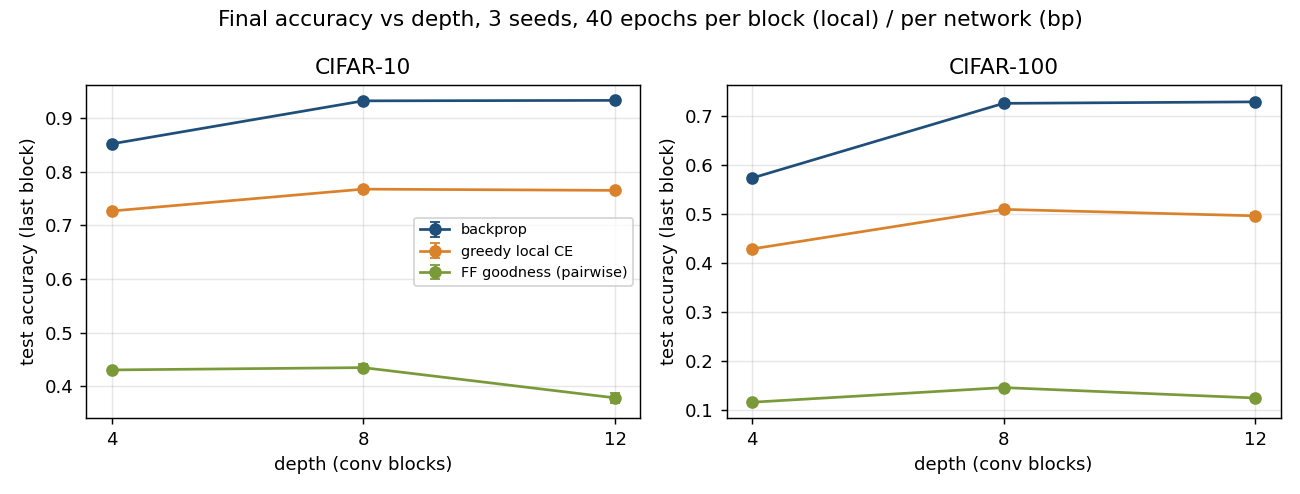 Final accuracy vs depth, 3 seeds, 40 epochs per block (local) / per network (bp)
CIFAR-10
test accuracy (last block)
0.9
0.8
0.7
0.6
0.5
0.4
backprop
greedy local CE
FF goodness (pairwise)
4
8
12
depth (conv blocks)
CIFAR-100
test accuracy (last block)
0.7
0.6
0.5
0.4
0.3
0.2
0.1
4
8
12
depth (conv blocks)